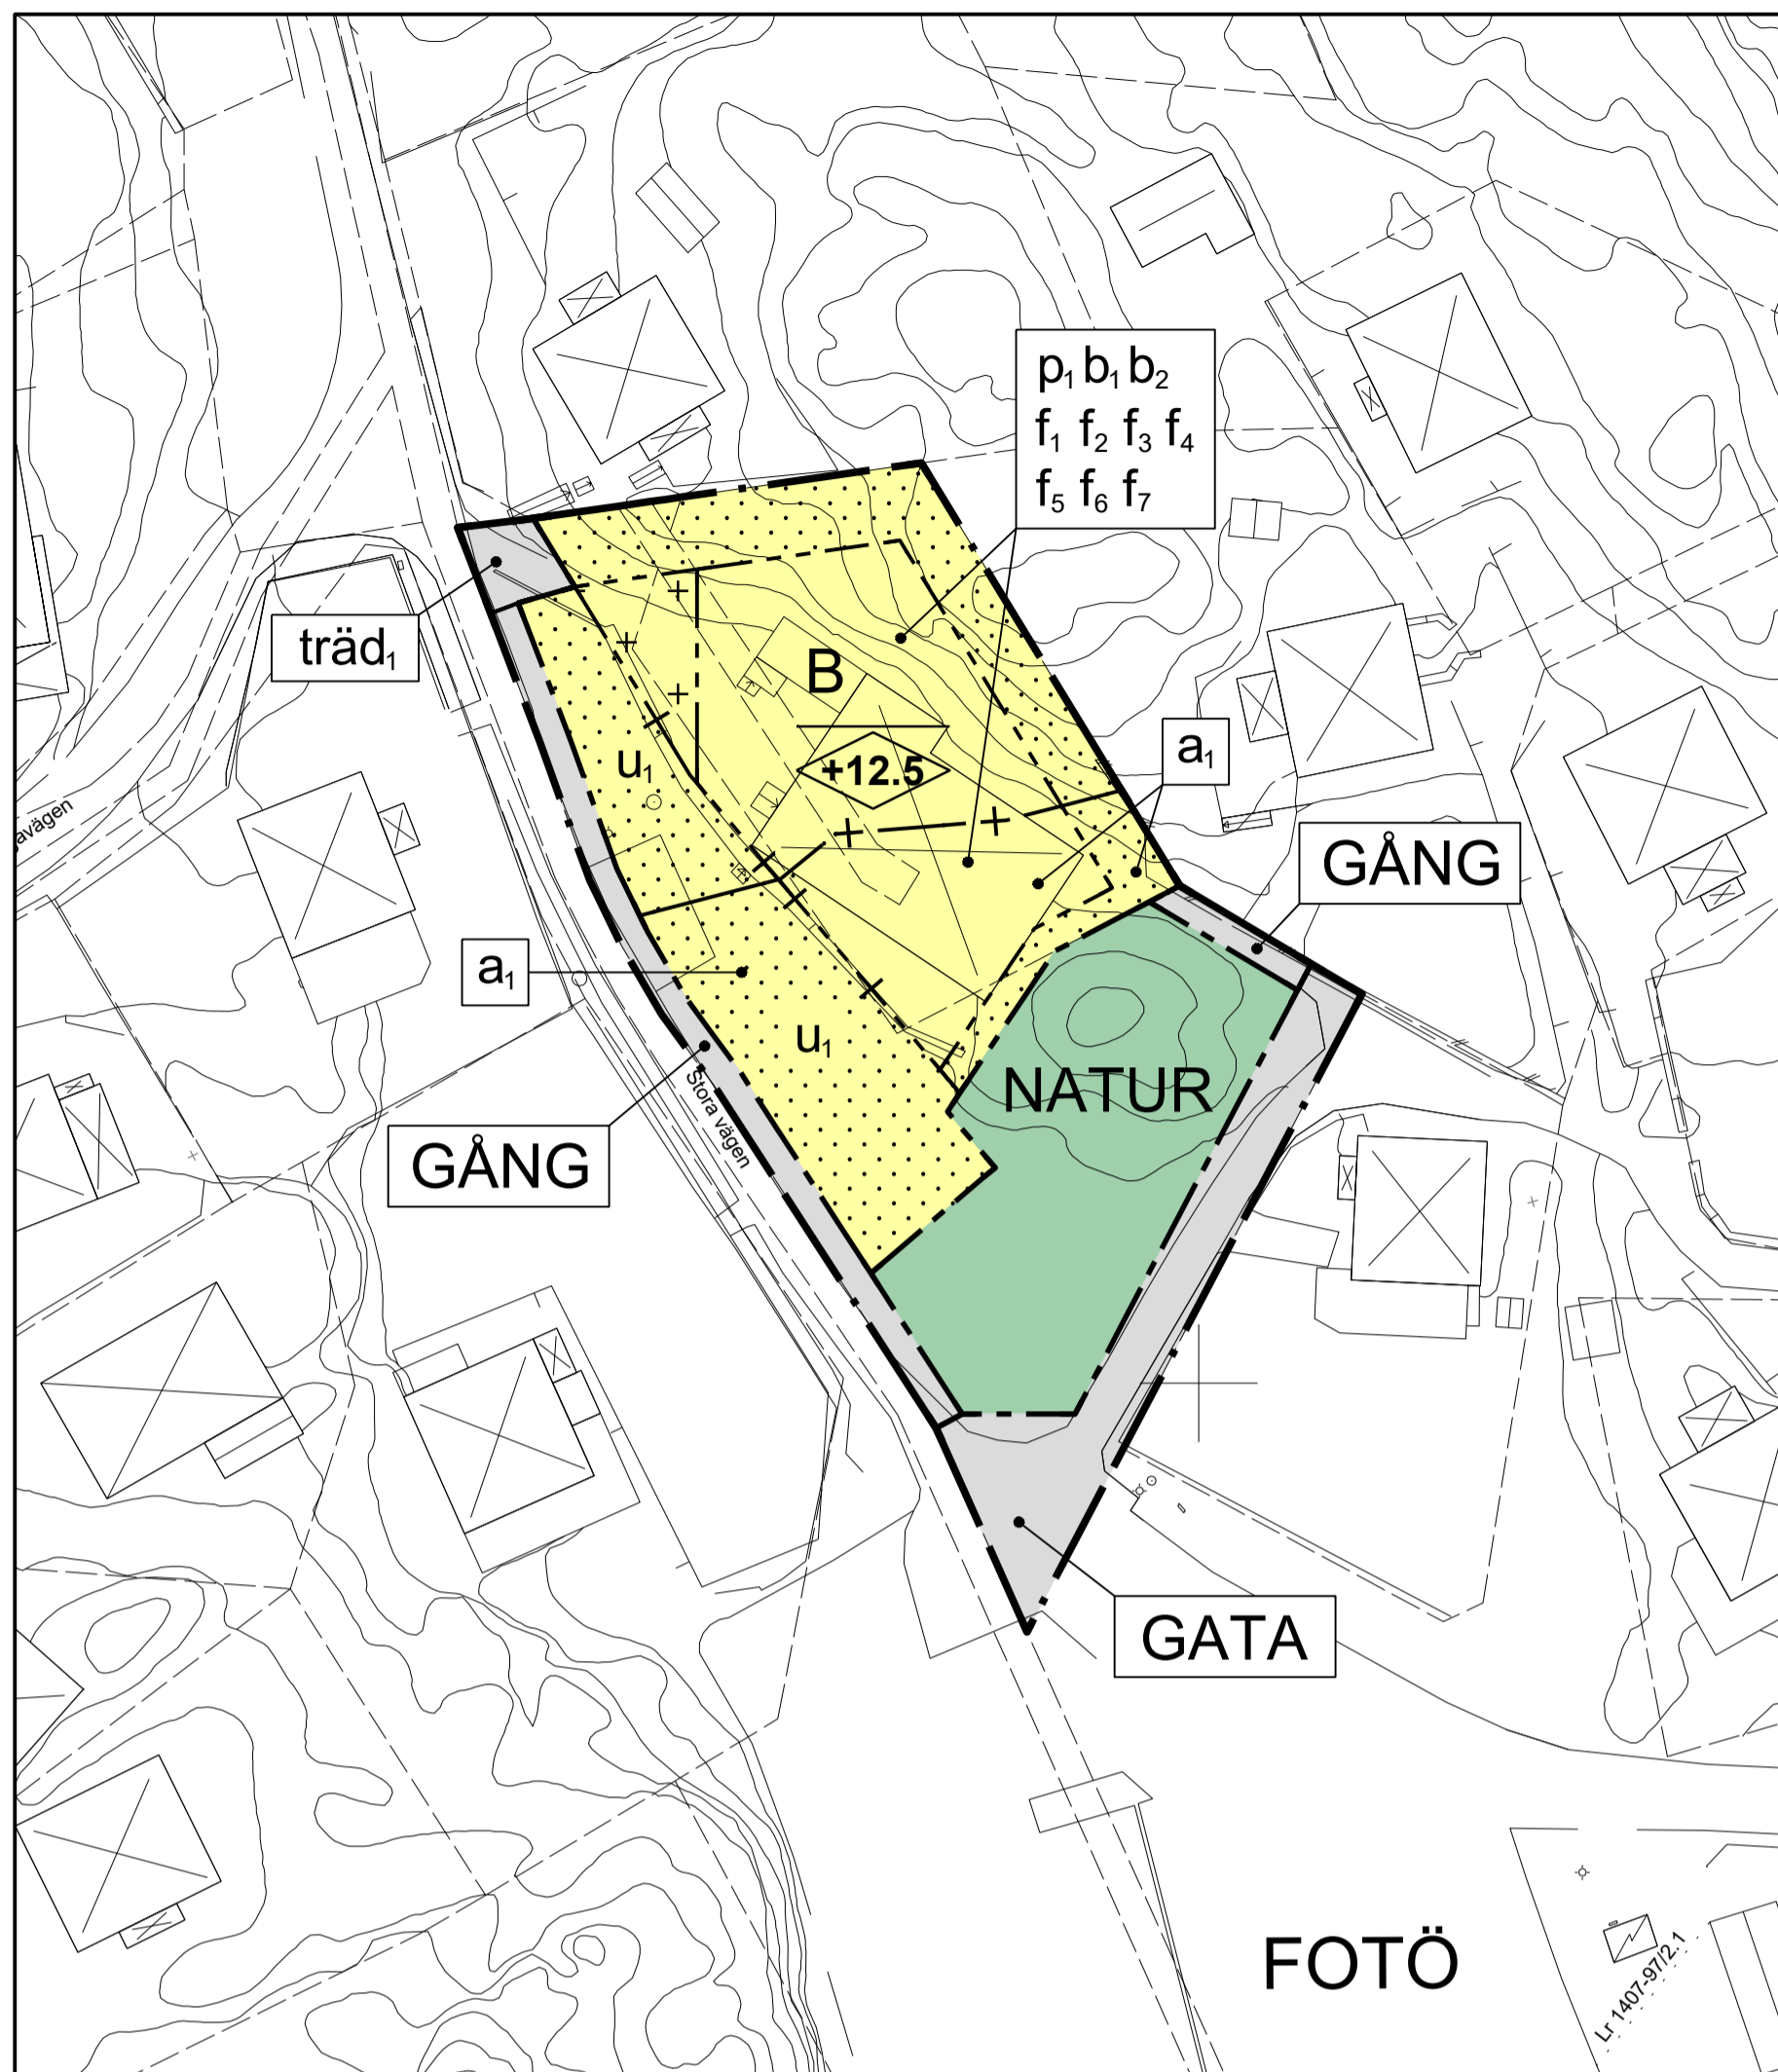 p₁ b₁ b₂
f₁ f₂ f₃ f₄
f₅ f₆ f₇
träd₁
B
+12.5
u₁
a₁
GÅNG
a₁
u₁
NATUR
Stora vägen
GÅNG
GATA
FOTÖ
Lr 1407-97/2.1